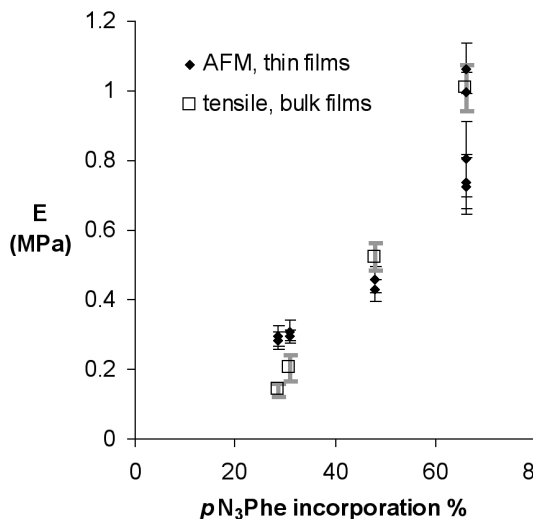 1.2
1
0.8
0.6
0.4
0.2
0
E
(MPa)
AFM, thin films
tensile, bulk films
0 20 40 60 8
pN₃Phe incorporation %